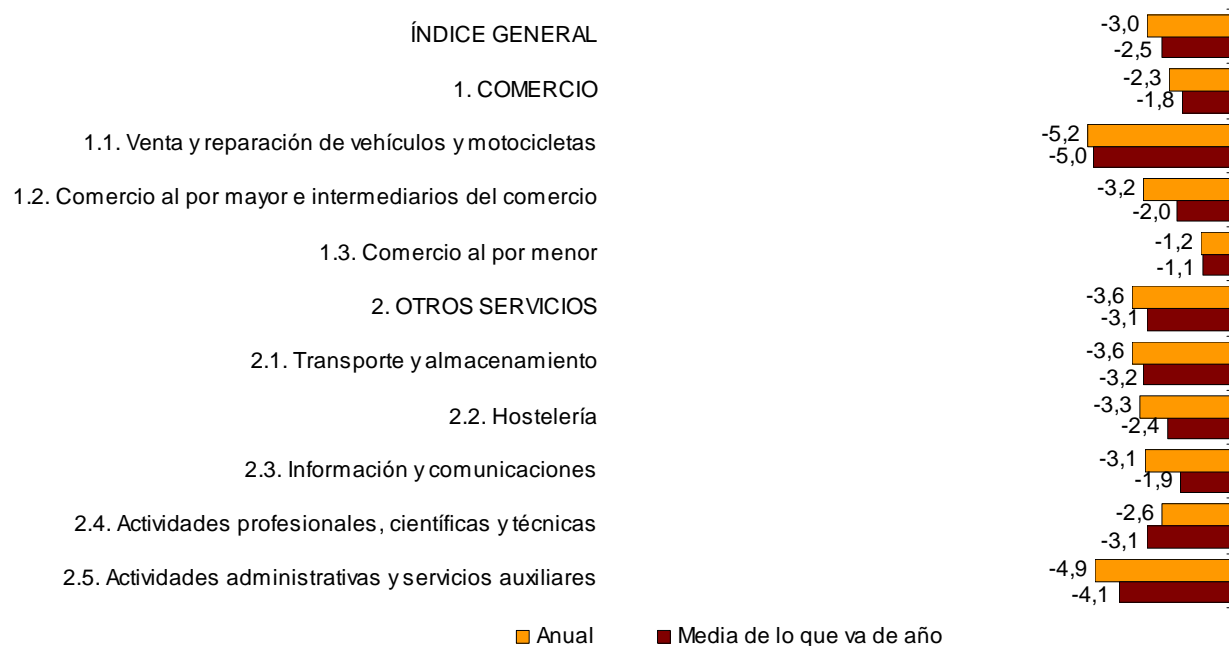 ÍNDICE GENERAL
-3,0
-2,5
1. COMERCIO
-2,3
-1,8
1.1. Venta y reparación de vehículos y motocicletas
-5,2
-5,0
1.2. Comercio al por mayor e intermediarios del comercio
-3,2
-2,0
1.3. Comercio al por menor
-1,2
-1,1
2. OTROS SERVICIOS
-3,6
-3,1
2.1. Transporte y almacenamiento
-3,6
-3,2
2.2. Hostelería
-3,3
-2,4
2.3. Información y comunicaciones
-3,1
-1,9
2.4. Actividades profesionales, científicas y técnicas
-2,6
-3,1
2.5. Actividades administrativas y servicios auxiliares
-4,9
-4,1
Anual Media de lo que va de año